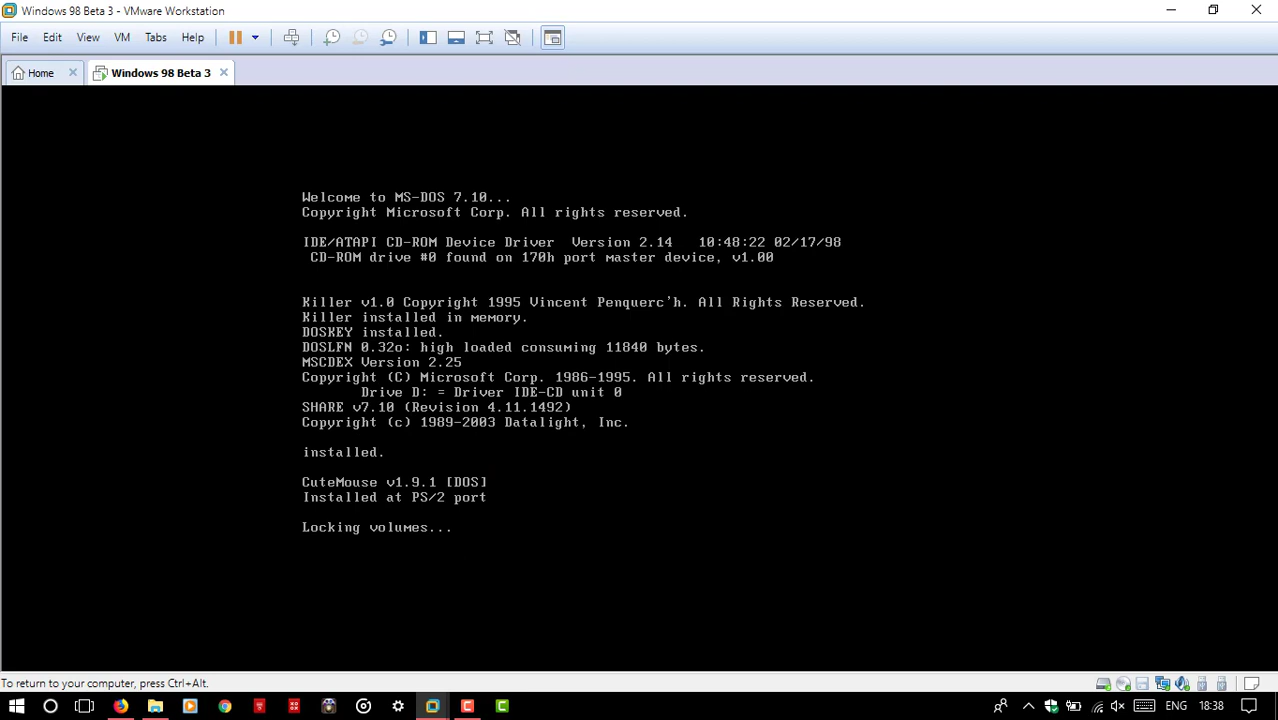 Windows 98 Beta 3 - VMware Workstation
File Edit View VM Tabs Help
Home Windows 98 Beta 3
Welcome to MS-DOS 7.10...
Copyright Microsoft Corp. All rights reserved.
IDE/ATAPI CD-ROM Device Driver  Version 2.14   10:48:22 02/17/98
CD-ROM drive #0 found on 170h port master device, v1.00
Killer v1.0 Copyright 1995 Vincent Penquerc'h. All Rights Reserved.
Killer installed in memory.
DOSKEY installed.
DOSLFN 0.32o: high loaded consuming 11840 bytes.
MSCDEX Version 2.25
Copyright (C) Microsoft Corp. 1986-1995. All rights reserved.
Drive D: = Driver IDE-CD unit 0
SHARE v7.10 (Revision 4.11.1492)
Copyright (c) 1989-2003 Datalight, Inc.
installed.
CuteMouse v1.9.1 [DOS]
Installed at PS/2 port
Locking volumes...
To return to your computer, press Ctrl+Alt.
ENG 18:38